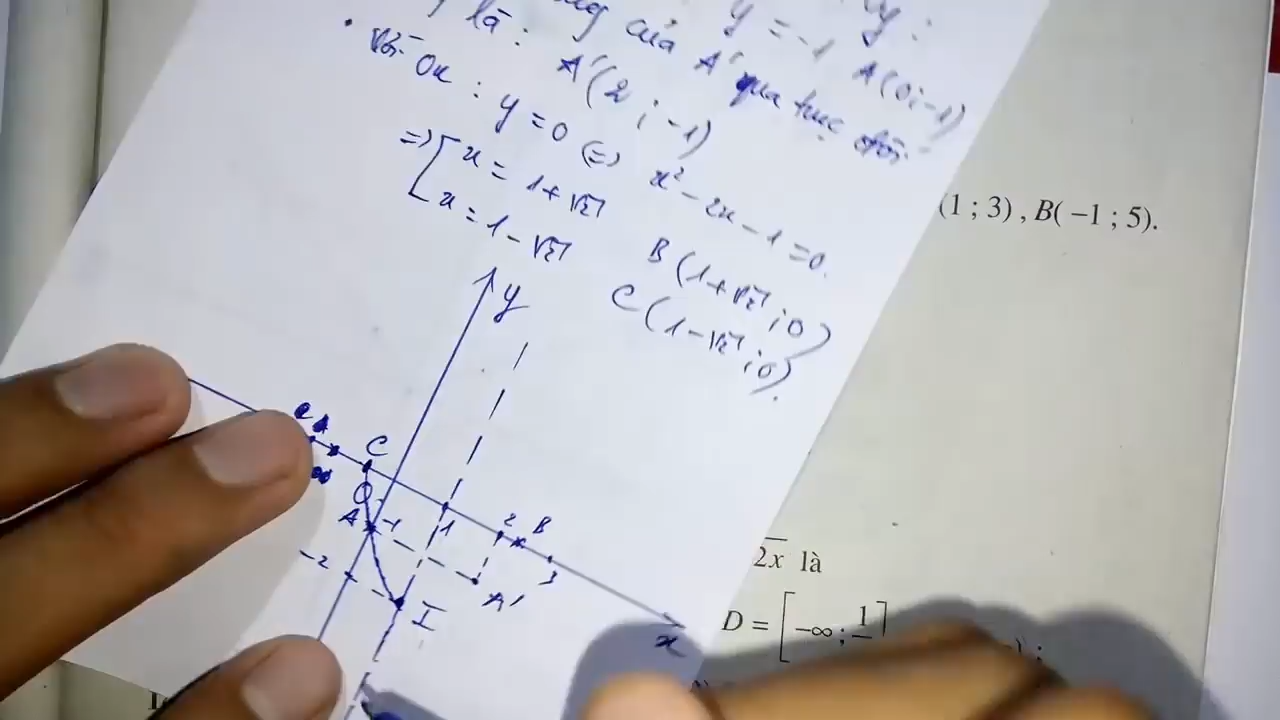 y = -1 A(0;-1)
của A' qua trục đối
là : A'(2 ; -1)
• Với Ox : y = 0 (=) x² - 2x - 1 = 0.
=> [ x = 1+√2
x = 1-√2
B(1+√2 ; 0)
C(1-√2 ; 0).
y
C
O
A -1
1
2 B
3
-2
I
A'
x
(1 ; 3) , B( −1 ; 5).
2x là
D = [ −∞ ; 1